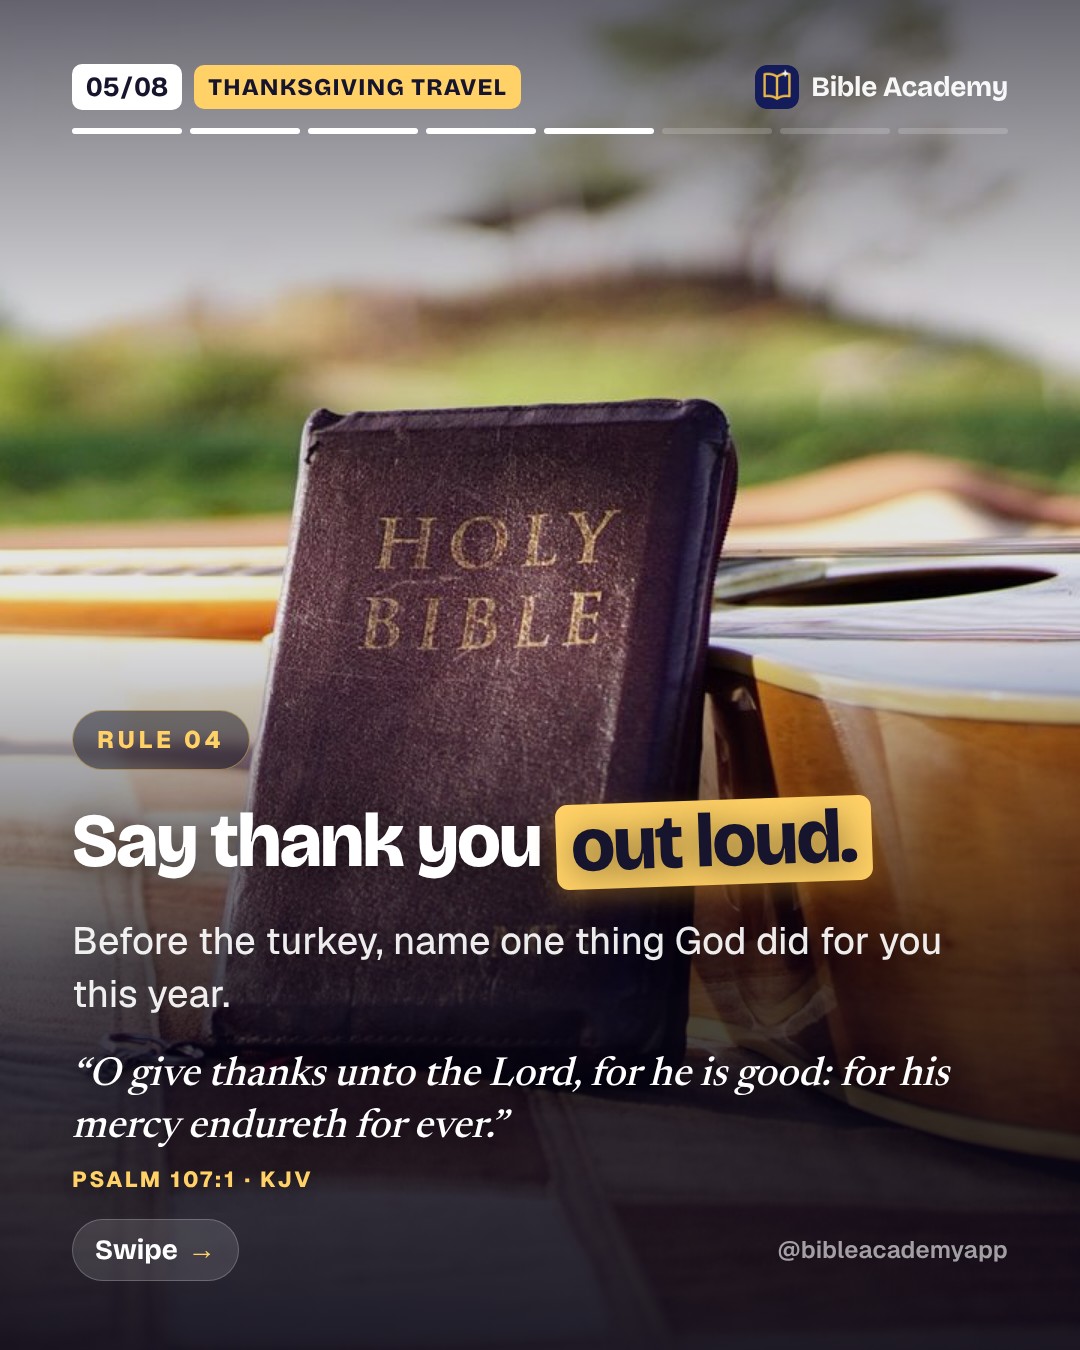 05/08
THANKSGIVING TRAVEL
Bible Academy
HOLY
BIBLE
RULE 04
Say thank you out loud.
Before the turkey, name one thing God did for you
this year.
“O give thanks unto the Lord, for he is good: for his
mercy endureth for ever.”
PSALM 107:1 · KJV
Swipe →
@bibleacademyapp